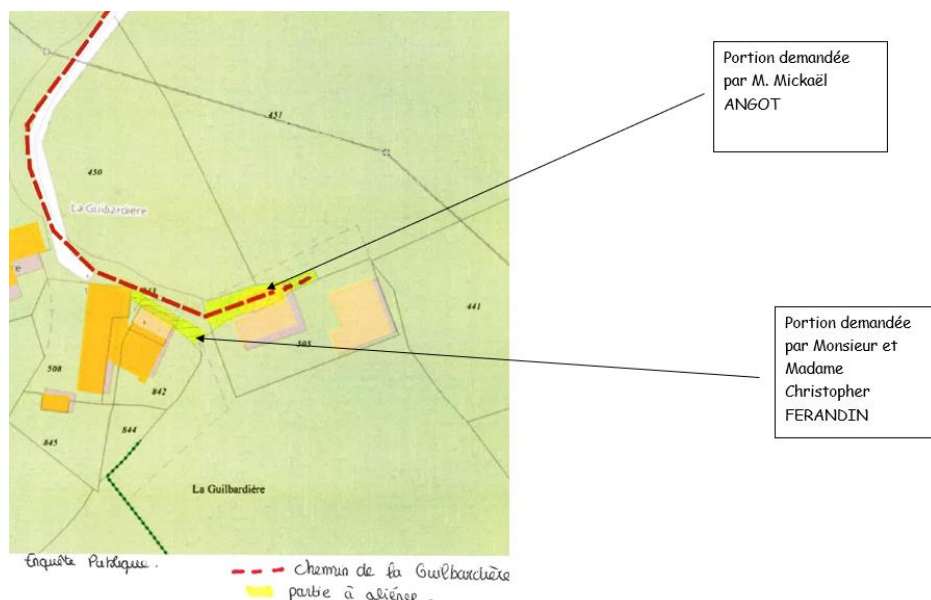 Portion demandée
par M. Mickaël
ANGOT
451
450
La Guilbardière
441
Portion demandée
par Monsieur et
Madame
Christopher
FERANDIN
505
508
842
844
845
La Guilbardière
Enquête Publique.
chemin de la Guilbardière
partie à aliéner.